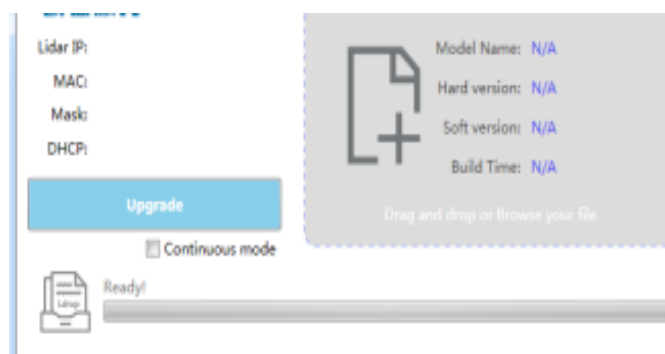 Lidar IP:
MAC:
Mask:
DHCP:
Upgrade
Continuous mode
Model Name: N/A
Hard version: N/A
Soft version: N/A
Build Time: N/A
Drag and drop or Browse your file
Ready!